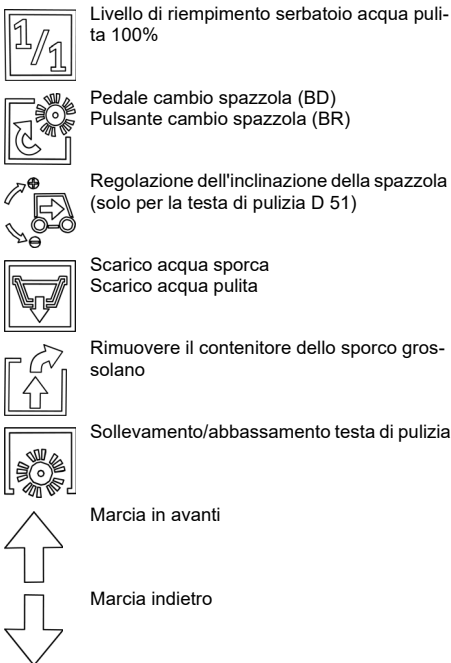 1/1
Livello di riempimento serbatoio acqua puli-
ta 100%
Pedale cambio spazzola (BD)
Pulsante cambio spazzola (BR)
Regolazione dell'inclinazione della spazzola
(solo per la testa di pulizia D 51)
Scarico acqua sporca
Scarico acqua pulita
Rimuovere il contenitore dello sporco gros-
solano
Sollevamento/abbassamento testa di pulizia
Marcia in avanti
Marcia indietro